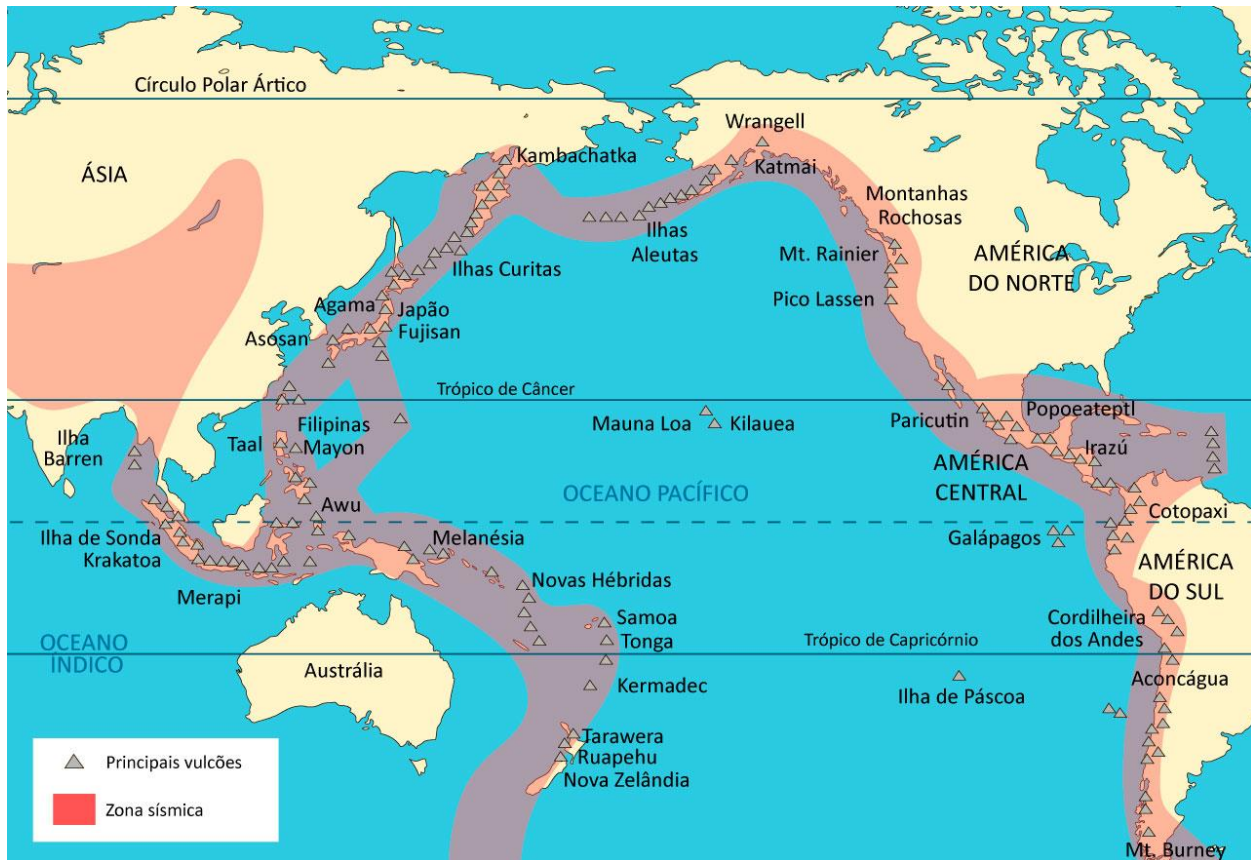 Círculo Polar Ártico
Wrangell
Kambachatka
Katmai
ÁSIA
Montanhas
Rochosas
Ilhas
Aleutas
Mt. Rainier
AMÉRICA
DO NORTE
Ilhas Curitas
Pico Lassen
Agama
Japão
Fujisan
Asosan
Trópico de Câncer
Mauna Loa
Kilauea
Paricutin
Popoeateptl
Filipinas
Taal
Mayon
Ilha
Barren
Irazú
AMÉRICA
CENTRAL
OCEANO PACÍFICO
Awu
Cotopaxi
Ilha de Sonda
Krakatoa
Melanésia
Galápagos
Merapi
Novas Hébridas
AMÉRICA
DO SUL
Samoa
Tonga
Cordilheira
dos Andes
OCEANO
ÍNDICO
Trópico de Capricórnio
Austrália
Kermadec
Ilha de Páscoa
Aconcágua
Tarawera
Ruapehu
Nova Zelândia
Principais vulcões
Zona sísmica
Mt. Burney